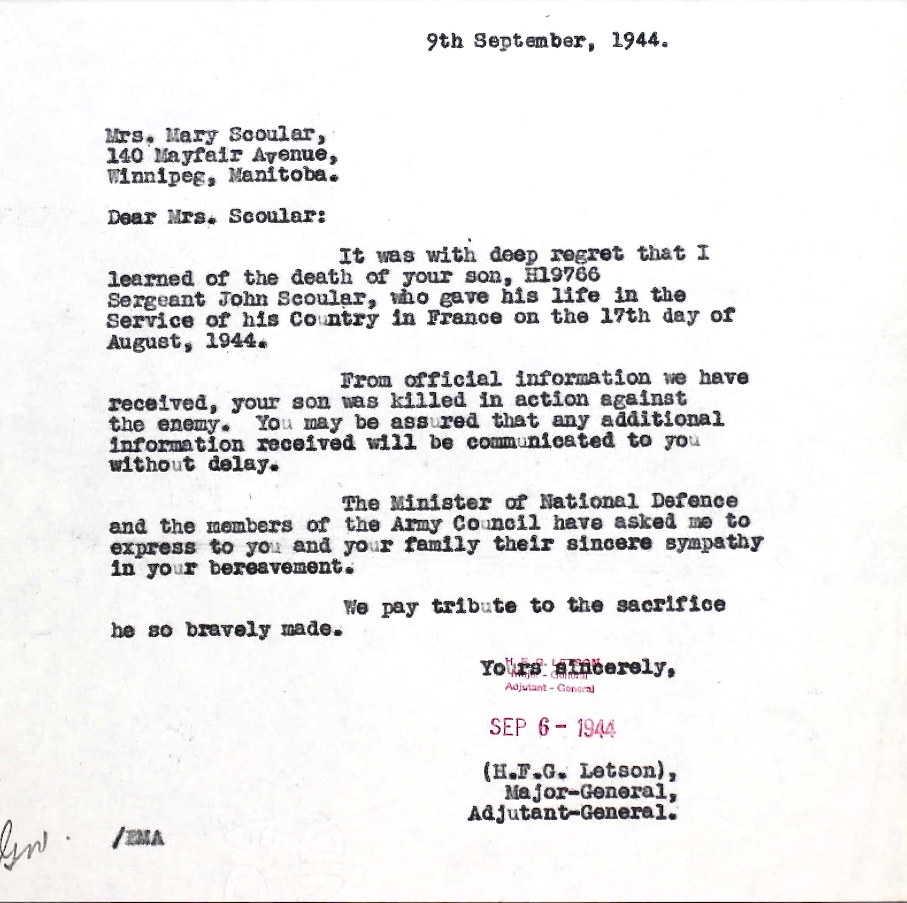 9th September, 1944.
Mrs. Mary Scoular,
140 Mayfair Avenue,
Winnipeg, Manitoba.
Dear Mrs. Scoular:
It was with deep regret that I
learned of the death of your son, H19766
Sergeant John Scoular, who gave his life in the
Service of his Country in France on the 17th day of
August, 1944.
From official information we have
received, your son was killed in action against
the enemy. You may be assured that any additional
information received will be communicated to you
without delay.
The Minister of National Defence
and the members of the Army Council have asked me to
express to you and your family their sincere sympathy
in your bereavement.
We pay tribute to the sacrifice
he so bravely made.
Yours sincerely,
H. F. G. LETSON
Major - General
Adjutant - General
SEP 6 - 1944
(H.F.G. Letson),
Major-General,
Adjutant-General.
/EMA